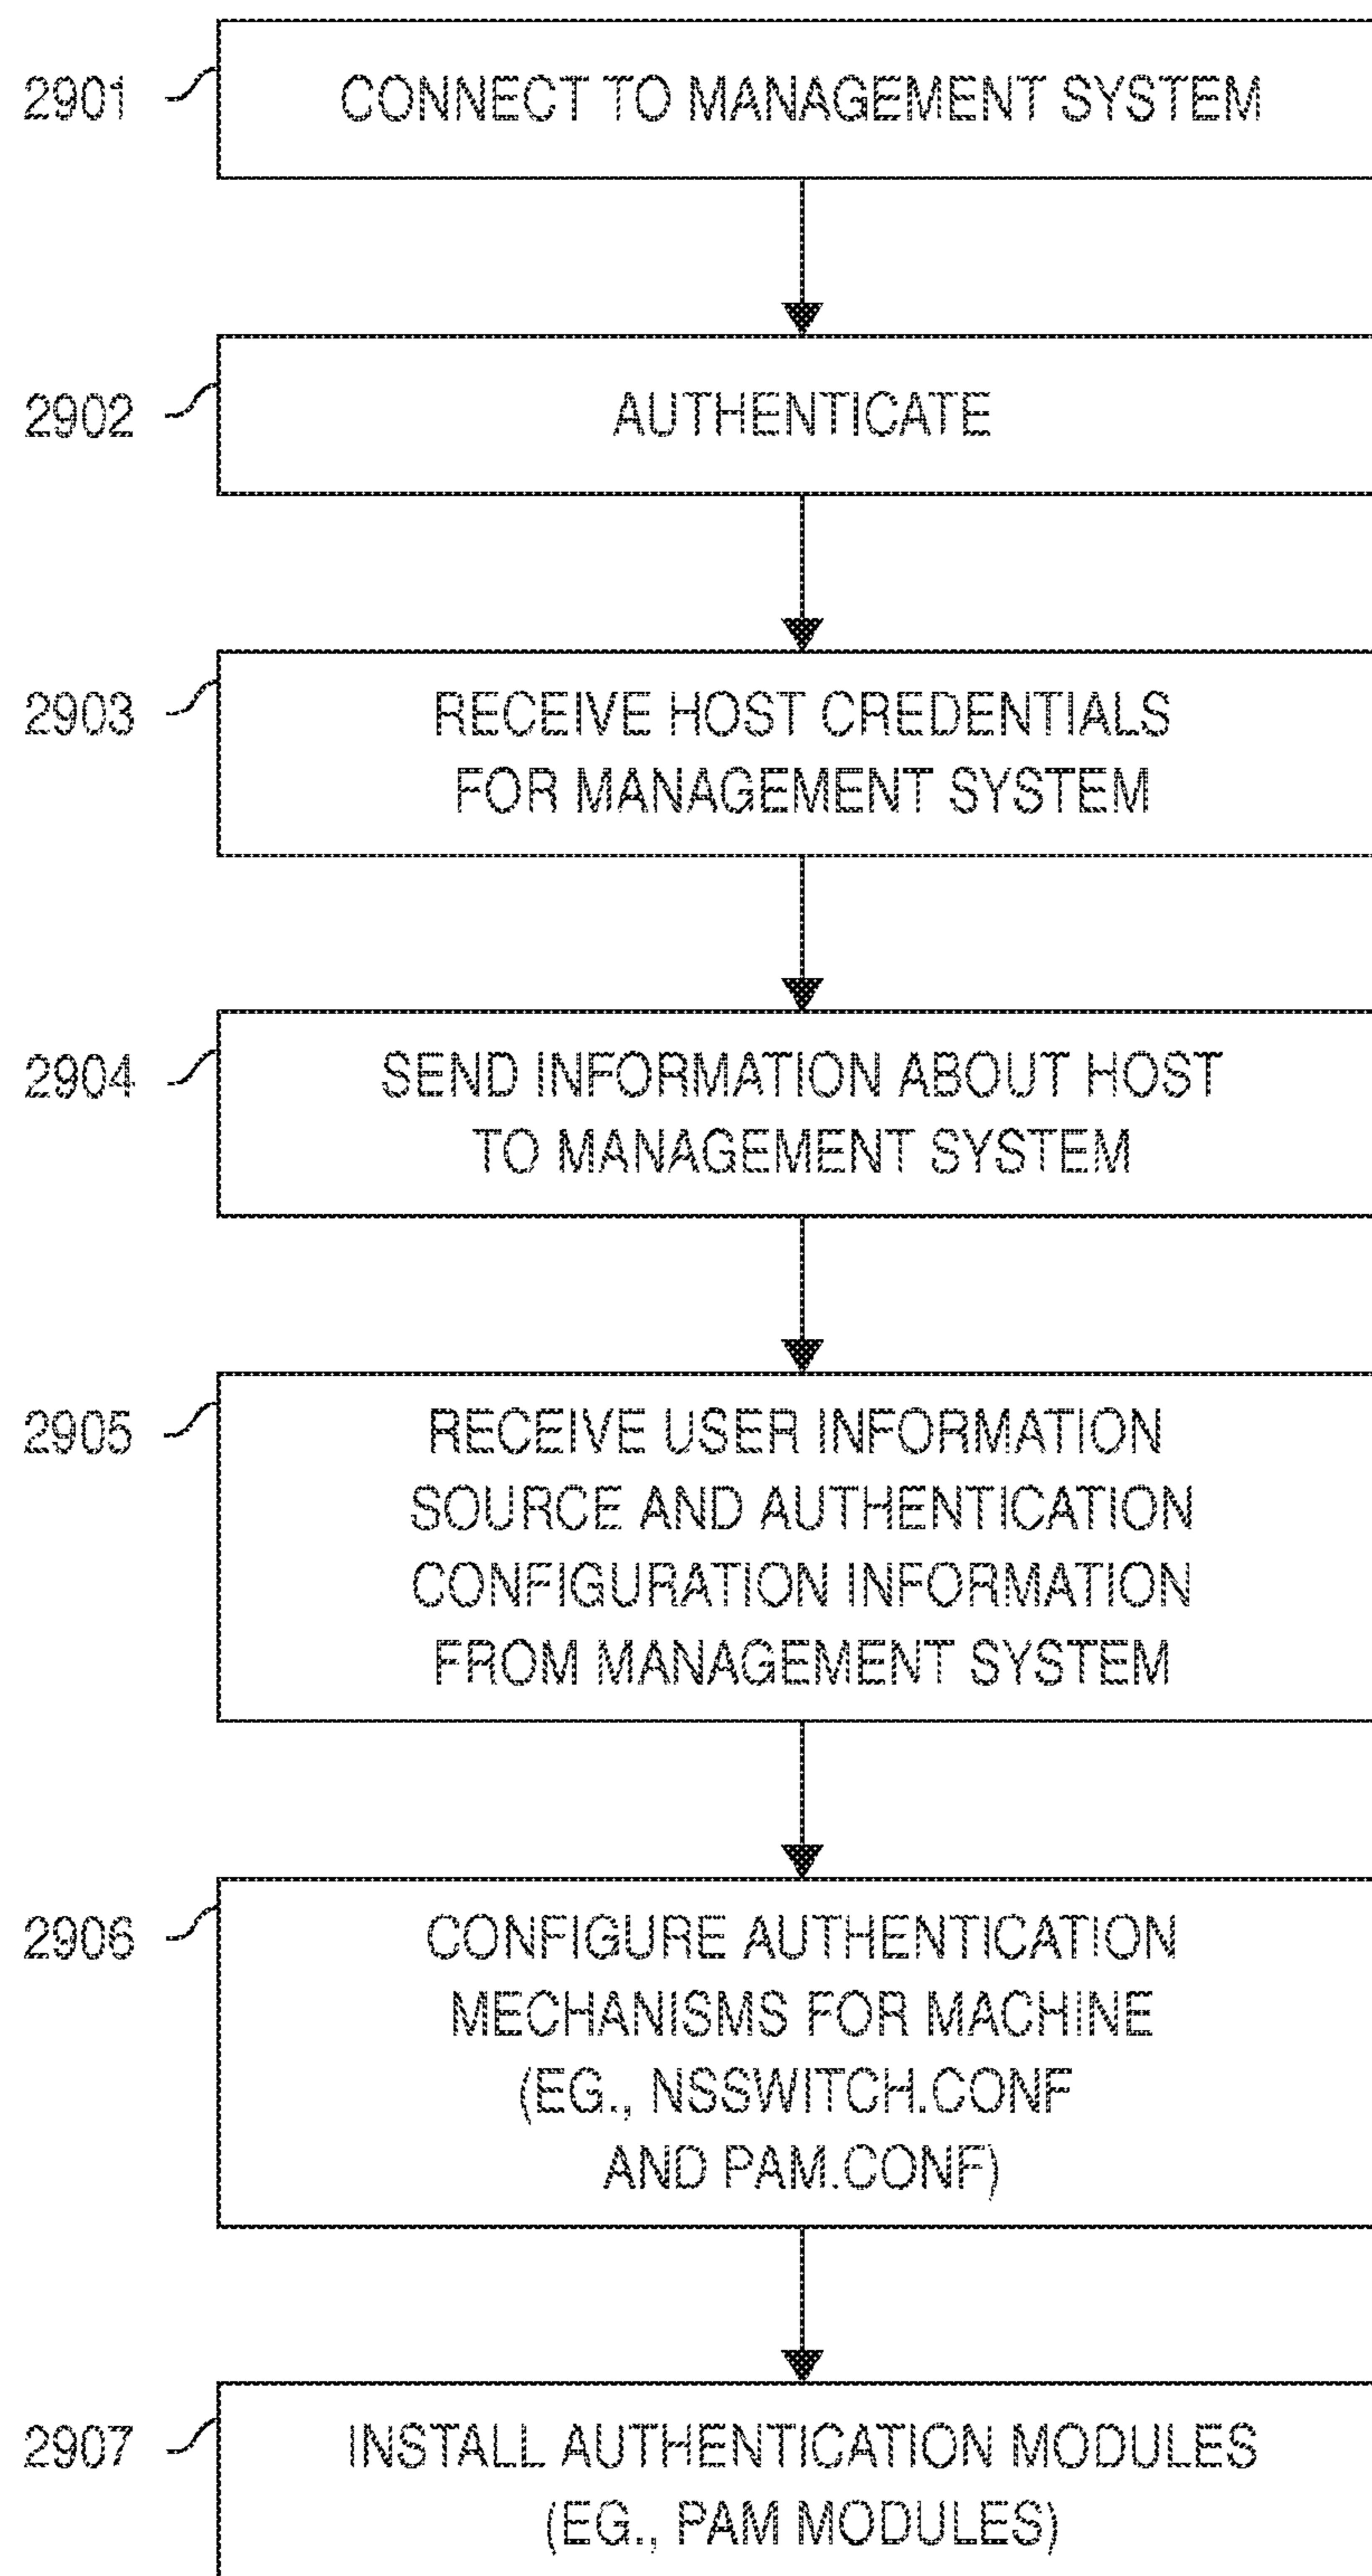 2901
CONNECT TO MANAGEMENT SYSTEM
2902
AUTHENTICATE
2903
RECEIVE HOST CREDENTIALS
FOR MANAGEMENT SYSTEM
2904
SEND INFORMATION ABOUT HOST
TO MANAGEMENT SYSTEM
2905
RECEIVE USER INFORMATION
SOURCE AND AUTHENTICATION
CONFIGURATION INFORMATION
FROM MANAGEMENT SYSTEM
2906
CONFIGURE AUTHENTICATION
MECHANISMS FOR MACHINE
(EG., NSSWITCH.CONF
AND PAM.CONF)
2907
INSTALL AUTHENTICATION MODULES
(EG., PAM MODULES)